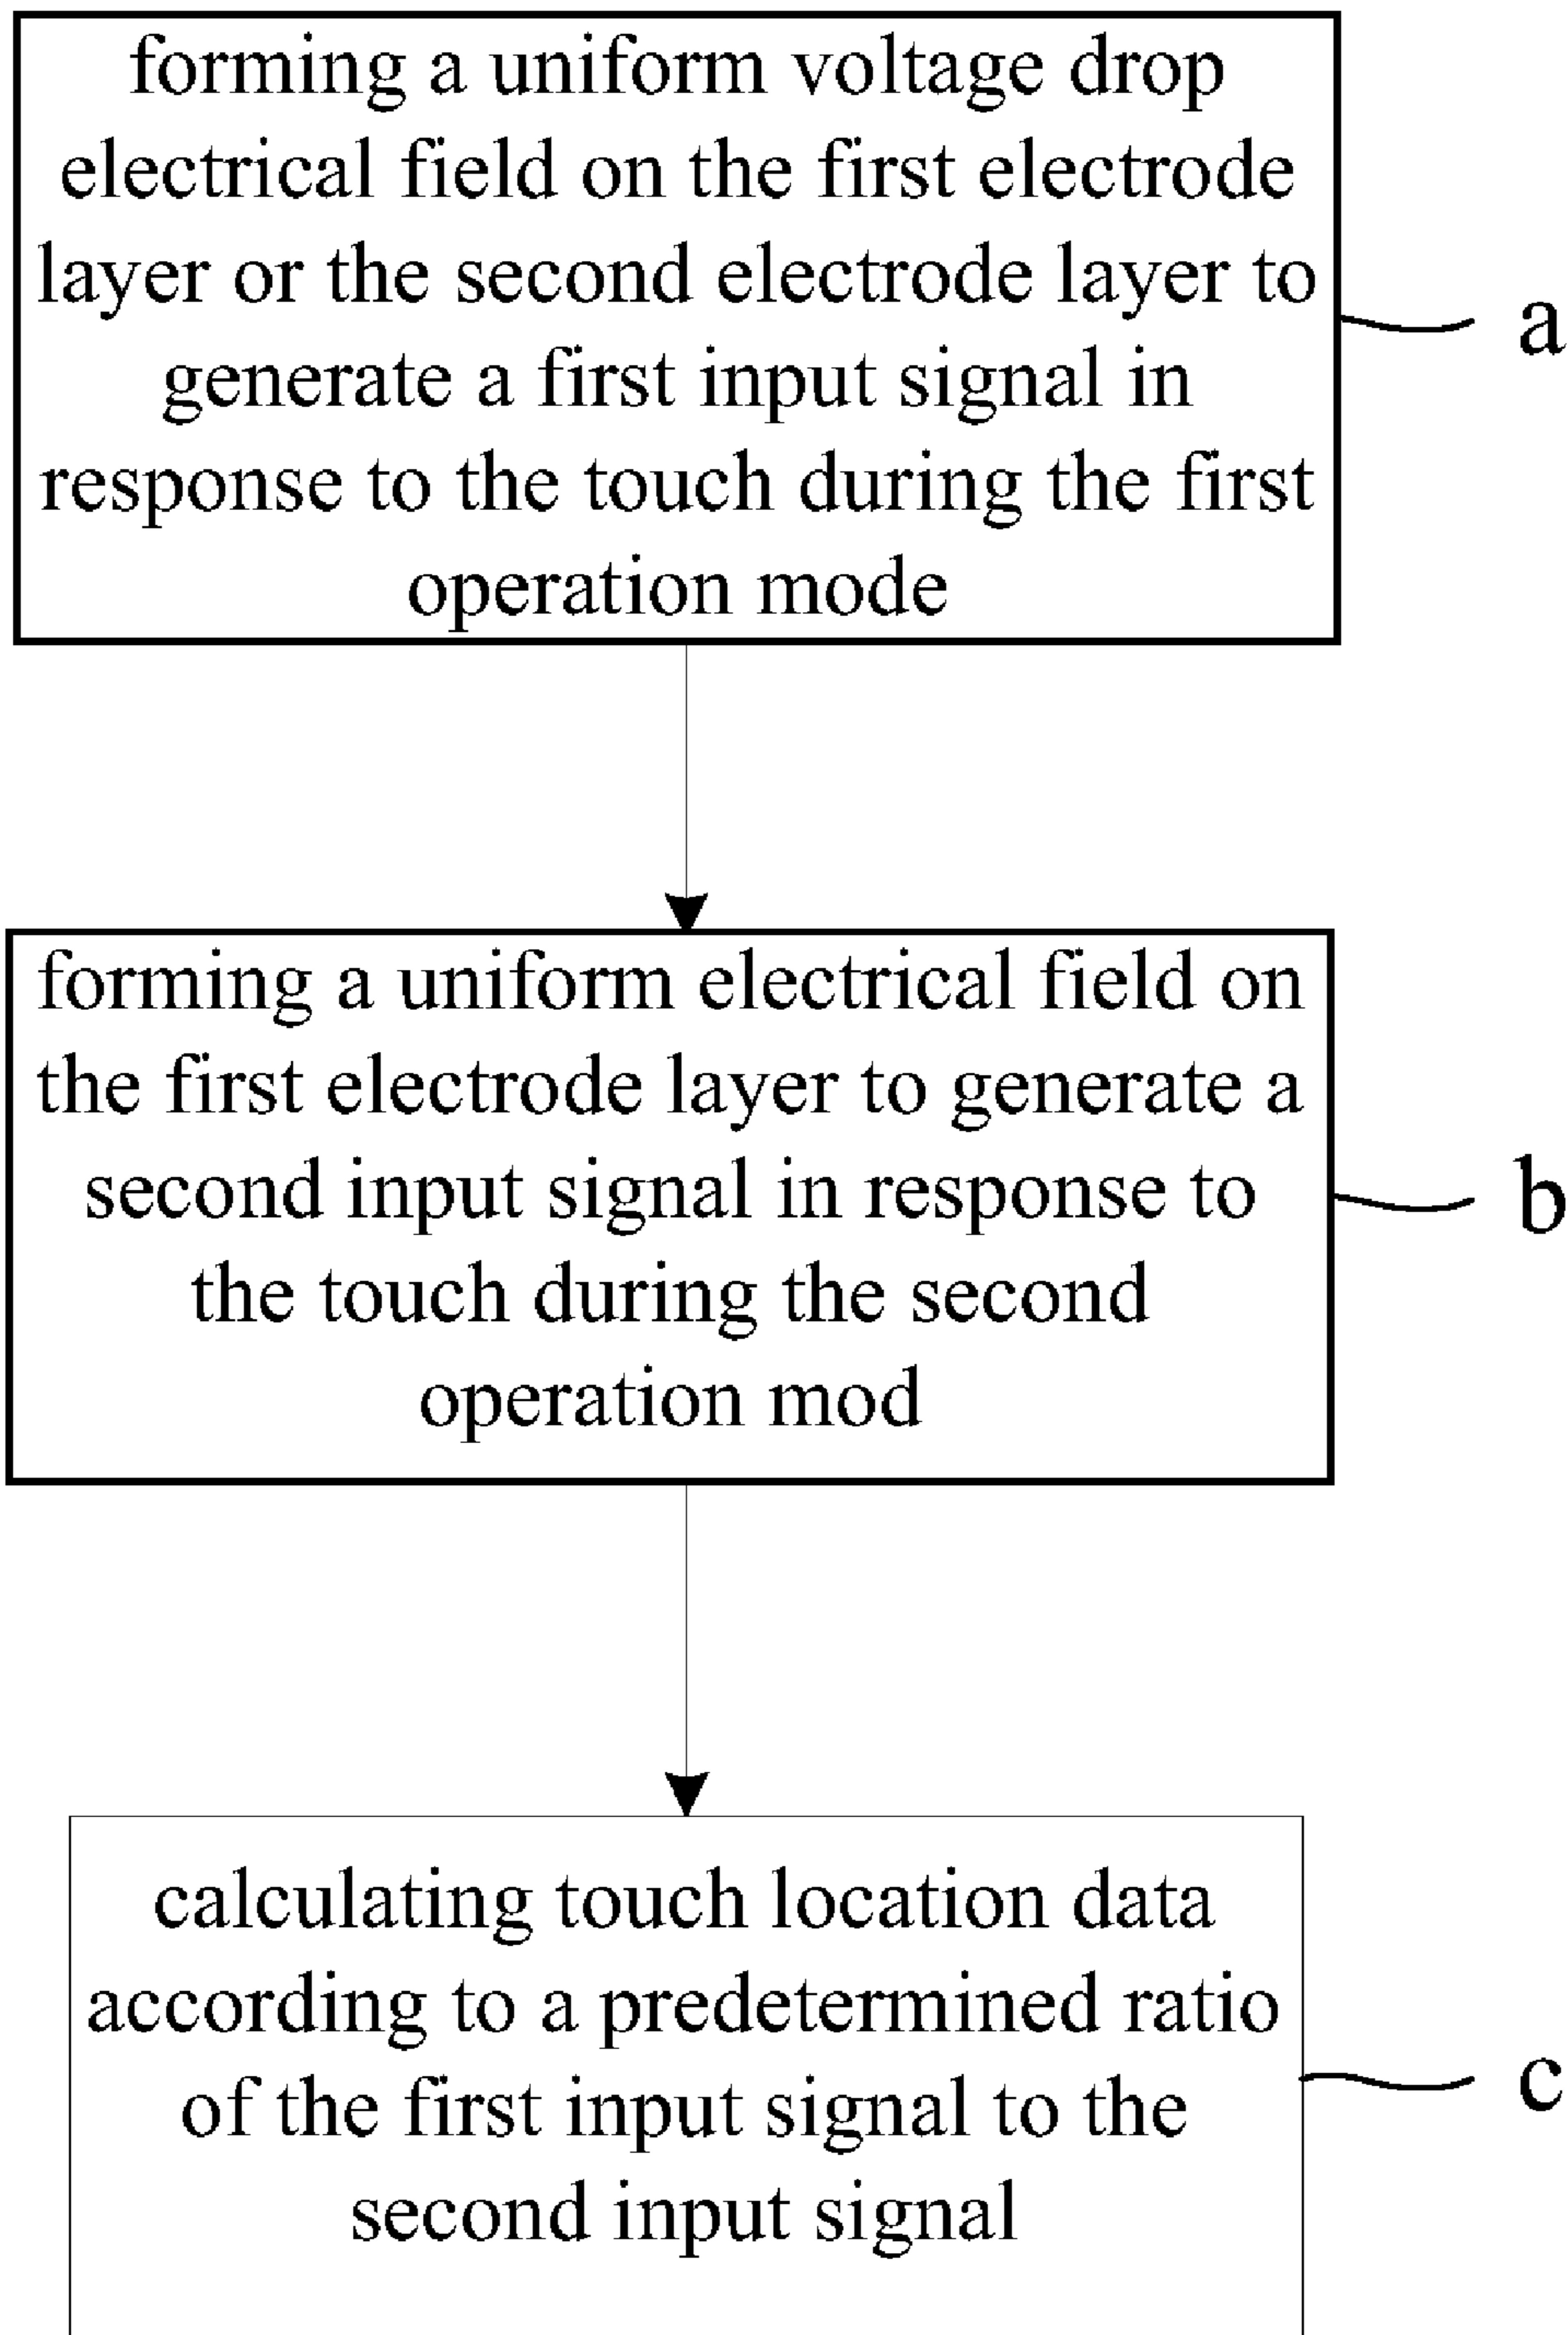 forming a uniform voltage drop
electrical field on the first electrode
layer or the second electrode layer to
generate a first input signal in
response to the touch during the first
operation mode
a
forming a uniform electrical field on
the first electrode layer to generate a
second input signal in response to
the touch during the second
operation mod
b
calculating touch location data
according to a predetermined ratio
of the first input signal to the
second input signal
c